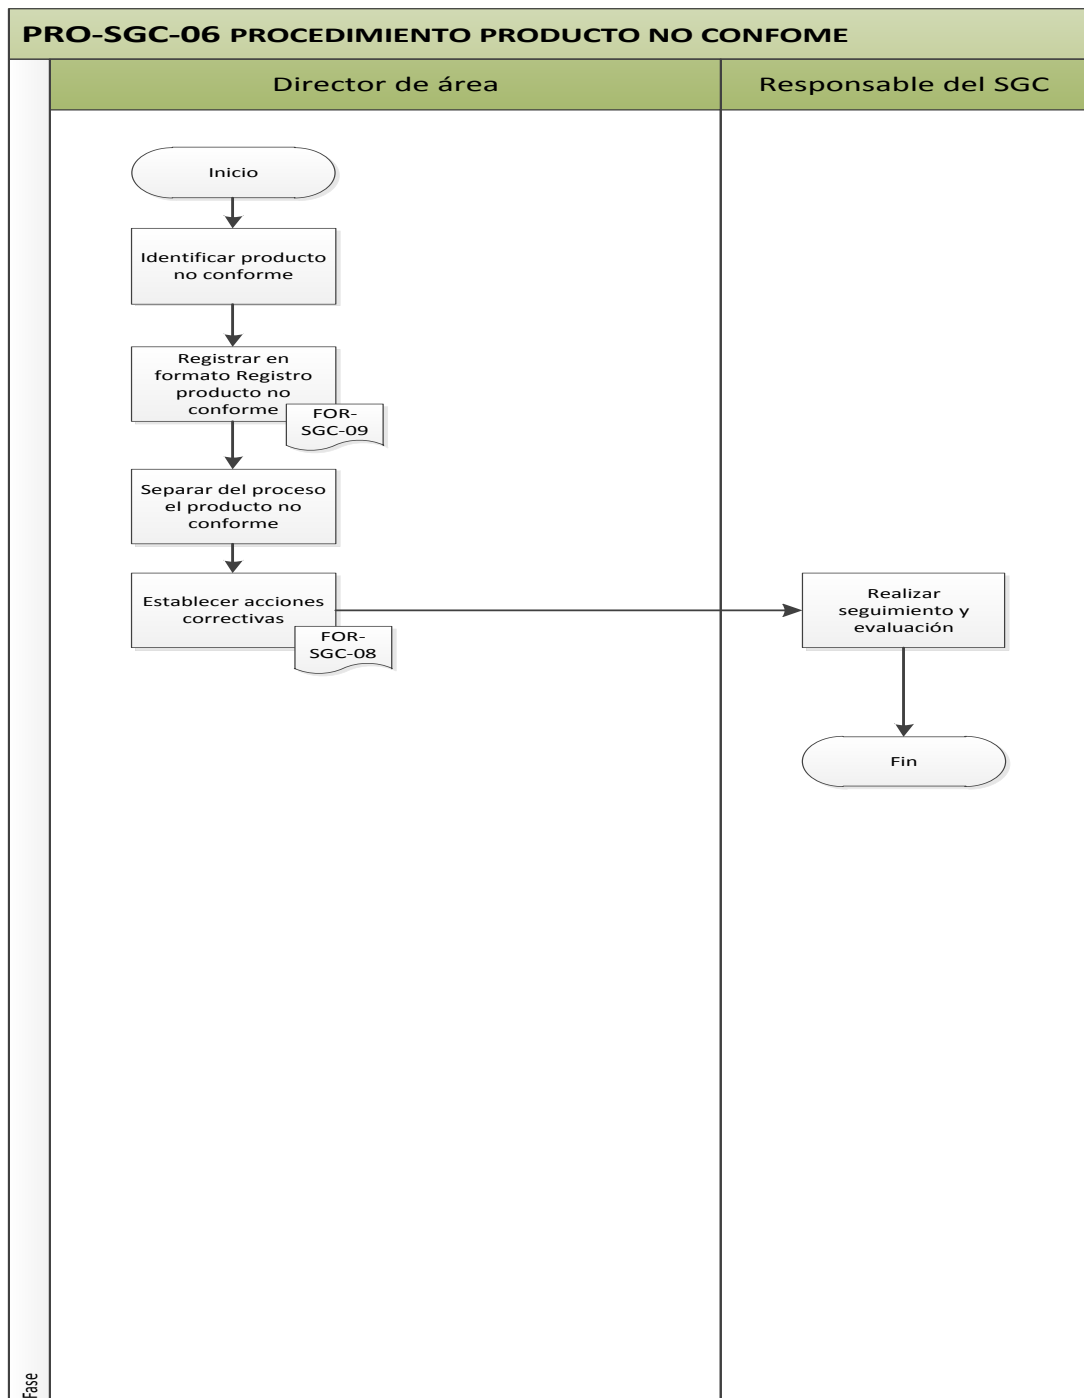 PRO-SGC-06 PROCEDIMIENTO PRODUCTO NO CONFOME
Director de área
Responsable del SGC
Inicio
Identificar producto
no conforme
Registrar en
formato Registro
producto no
conforme
FOR-
SGC-09
Separar del proceso
el producto no
conforme
Establecer acciones
correctivas
FOR-
SGC-08
Realizar
seguimiento y
evaluación
Fin
Fase